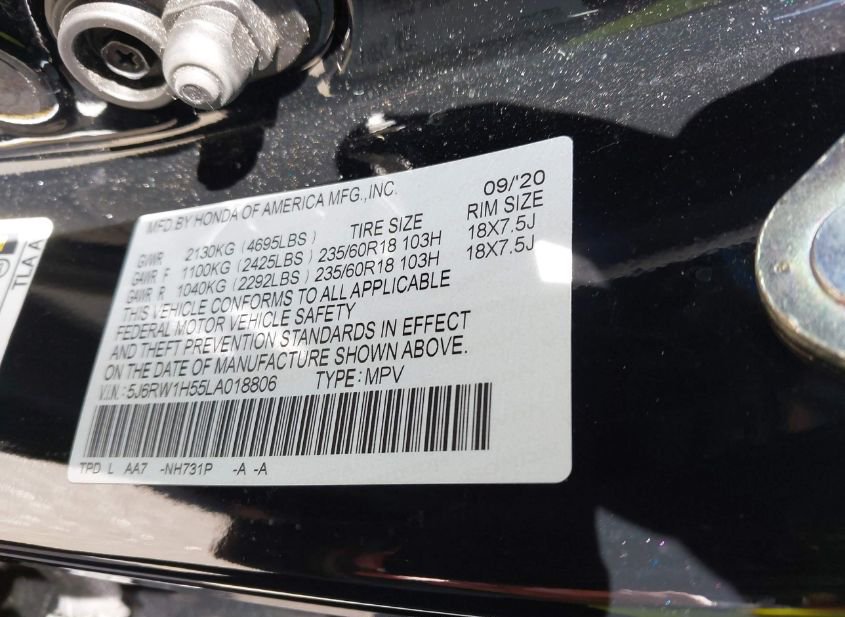 TLA A
MFD.BY HONDA OF AMERICA MFG.,INC. 09/'20
GVWR 2130KG (4695LBS) TIRE SIZE RIM SIZE
GAWR F 1100KG (2425LBS) 235/60R18 103H 18X7.5J
GAWR R 1040KG (2292LBS) 235/60R18 103H 18X7.5J
THIS VEHICLE CONFORMS TO ALL APPLICABLE
FEDERAL MOTOR VEHICLE SAFETY
AND THEFT PREVENTION STANDARDS IN EFFECT
ON THE DATE OF MANUFACTURE SHOWN ABOVE.
V.I.N.: 5J6RW1H55LA018806 TYPE: MPV
TPD L AA7 -NH731P -A -A